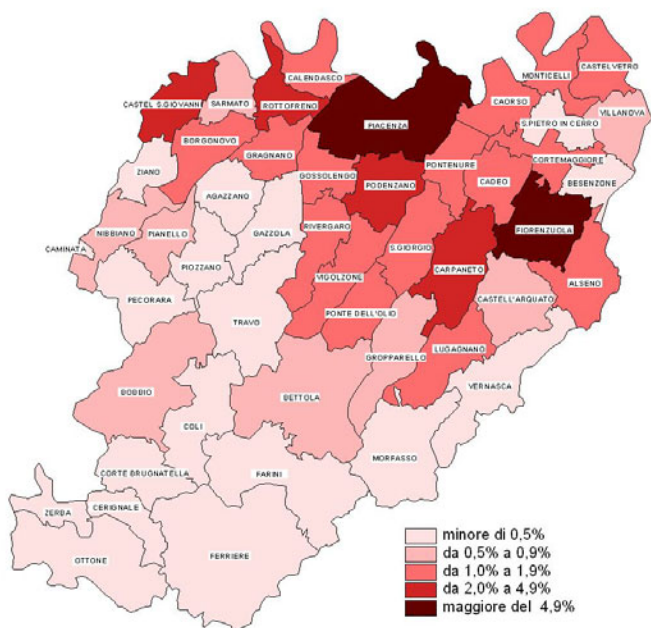 CALENDASCO
MONTICELLI
CASTELVETRO
CASTEL S.GIOVANNI
SARMATO
ROTTOFRENO
CAORSO
VILLANOVA
PIACENZA
S.PIETRO IN CERRO
BORGONOVO
GRAGNANO
PONTENURE
CORTEMAGGIORE
ZIANO
GOSSOLENGO
PODENZANO
CADEO
BESENZONE
AGAZZANO
NIBBIANO
PIANELLO
GAZZOLA
RIVERGARO
FIORENZUOLA
CAMINATA
S.GIORGIO
PIOZZANO
VIGOLZONE
CARPANETO
ALSENO
PECORARA
CASTELL'ARQUATO
TRAVO
PONTE DELL'OLIO
LUGAGNANO
GROPPARELLO
VERNASCA
BOBBIO
BETTOLA
COLI
MORFASSO
CORTE BRUGNATELLA
FARINI
ZERBA
CERIGNALE
OTTONE
FERRIERE
minore di 0,5%
da 0,5% a 0,9%
da 1,0% a 1,9%
da 2,0% a 4,9%
maggiore del 4,9%